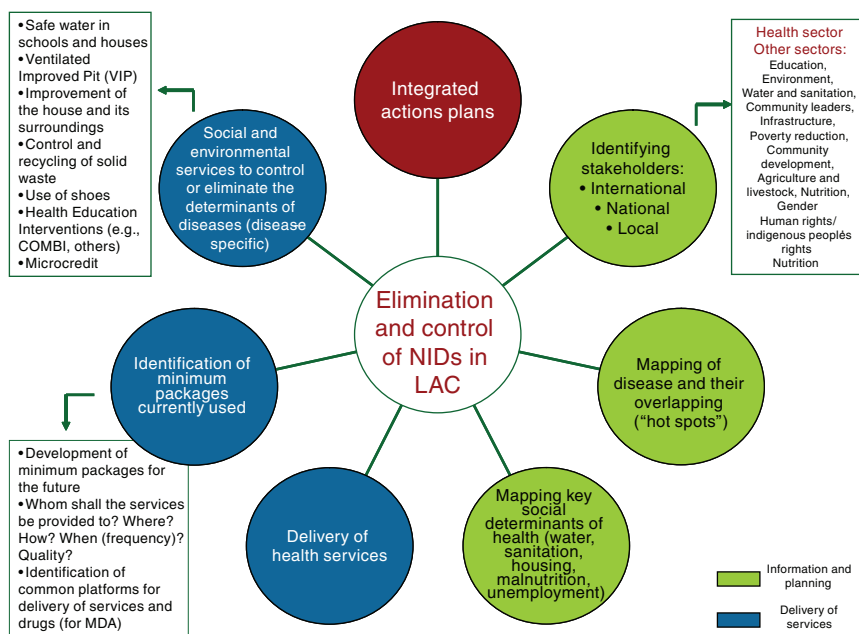 •Safe water in
schools and houses
•Ventilated
Improved Pit (VIP)
•Improvement of
the house and its
surroundings
•Control and
recycling of solid
waste
•Use of shoes
•Health Education
Interventions (e.g.,
COMBI, others)
•Microcredit
Social and
environmental
services to control
or eliminate the
determinants of
diseases (disease
specific)
Integrated
actions plans
Identifying
stakeholders:
• International
• National
• Local
Health sector
Other sectors:
Education,
Environment,
Water and sanitation,
Community leaders,
Infrastructure,
Poverty reduction,
Community
development,
Agriculture and
livestock, Nutrition,
Gender
Human rights/
indigenous peoplés
rights
Nutrition
Elimination
and control
of NIDs in
LAC
Identification of
minimum
packages
currently used
Mapping of
disease and their
overlapping
(“hot spots”)
•Development of
minimum packages for
the future
•Whom shall the services
be provided to? Where?
How? When (frequency)?
Quality?
•Identification of
common platforms for
delivery of services and
drugs (for MDA)
Delivery of
health services
Mapping key
social
determinants of
health (water,
sanitation,
housing,
malnutrition,
unemployment)
Information and
planning
Delivery of
services